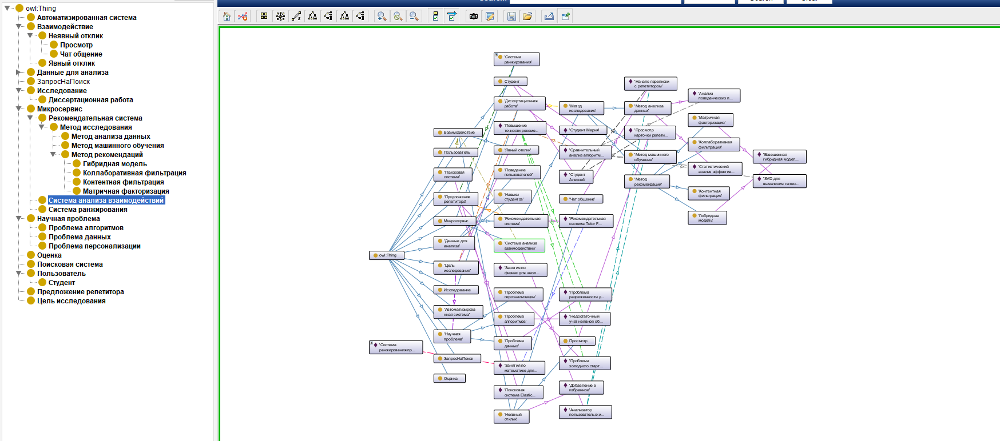 owl:Thing
Автоматизированная система
Взаимодействие
Неявный отклик
Просмотр
Чат общение
Явный отклик
Данные для анализа
ЗапросНаПоиск
Исследование
Диссертационная работа
Микросервис
Рекомендательная система
Метод исследования
Метод анализа данных
Метод машинного обучения
Метод рекомендаций
Гибридная модель
Коллаборативная фильтрация
Контентная фильтрация
Матричная факторизация
Система анализа взаимодействий
Система ранжирования
Научная проблема
Проблема алгоритмов
Проблема данных
Проблема персонализации
Оценка
Поисковая система
Пользователь
Студент
Предложение репетитора
Цель исследования
owl:Thing
'Система
ранжирования пр...
Взаимодействие
Пользователь
'Поисковая
система'
'Предложение
репетитора'
Микросервис
'Данные для
анализа'
'Цель
исследования'
Исследование
'Автоматизирова
нная система'
'Научная
проблема'
ЗапросНаПоиск
Оценка
'Система
ранжирования'
Студент
'Диссертационная
работа'
'Повышение
точности рекоме...
'Явный отклик'
'Поведение
пользователей'
'Навыки
студентов'
'Рекомендательная
система'
'Система анализа
взаимодействий'
'Занятия по
физике для школ...
'Проблема
персонализации'
'Проблема
алгоритмов'
'Проблема
данных'
'Занятия по
математике для...
'Поисковая
система Elastic...
'Неявный
отклик'
'Метод
исследования'
'Студент Мария'
'Сравнительный
анализ алгоритм...
'Студент
Алексей'
'Чат общение'
'Рекомендательная
система Tutor F...
'Проблема
разреженности д...
'Недостаточный
учет неявной об...
Просмотр
'Проблема
холодного старт...
'Добавление в
избранное'
'Анализатор
пользовательски...
'Начало переписки
с репетитором'
'Метод анализа
данных'
'Просмотр
карточки репети...
'Метод машинного
обучения'
'Метод
рекомендаций'
'Анализ
поведенческих п...
'Матричная
факторизация'
'Коллаборативная
фильтрация'
'Статистический
анализ эффектив...
'Контентная
фильтрация'
'Гибридная
модель'
'Взвешенная
гибридная модел...
'SVD для
выявления латен...